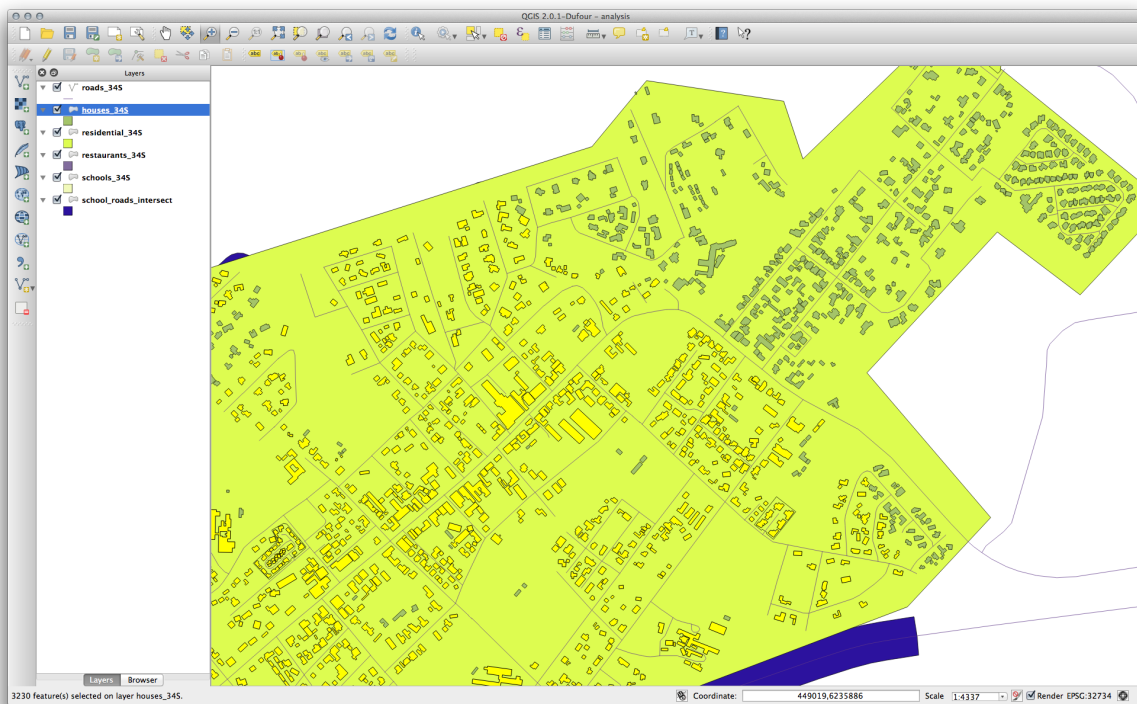 QGIS 2.0.1-Dufour - analysis
Layers
roads_34S
houses_34S
residential_34S
restaurants_34S
schools_34S
school_roads_intersect
Layers Browser
3230 feature(s) selected on layer houses_34S.
Coordinate: 449019,6235886 Scale 1:4337 Render EPSG:32734